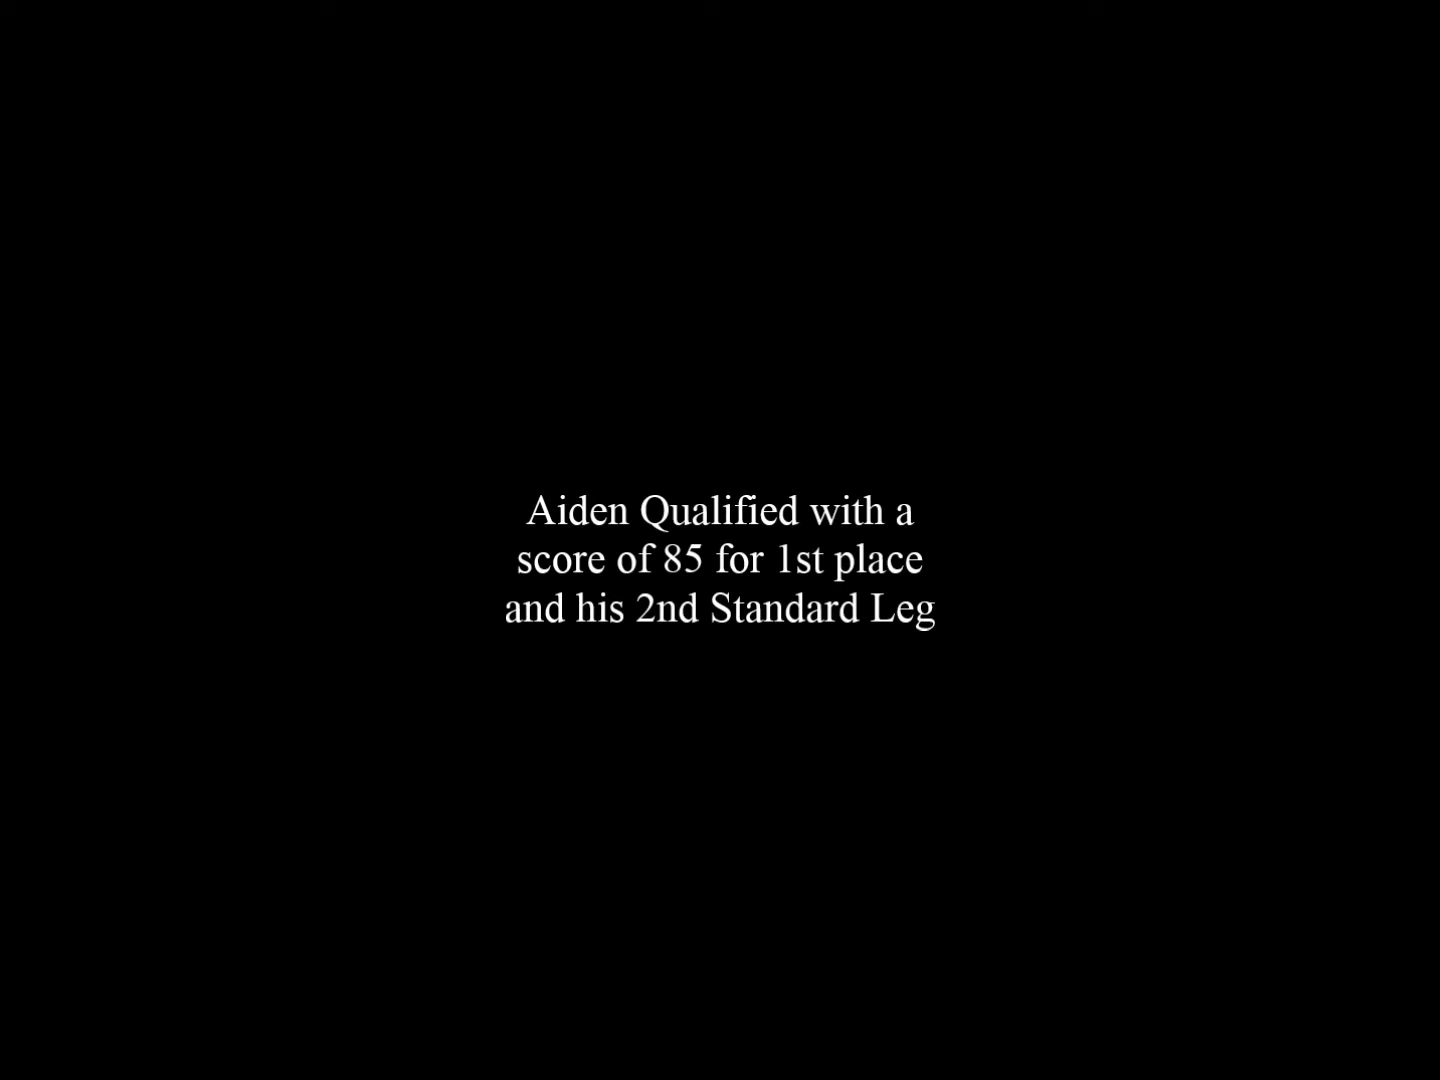 Aiden Qualified with a
score of 85 for 1st place
and his 2nd Standard Leg